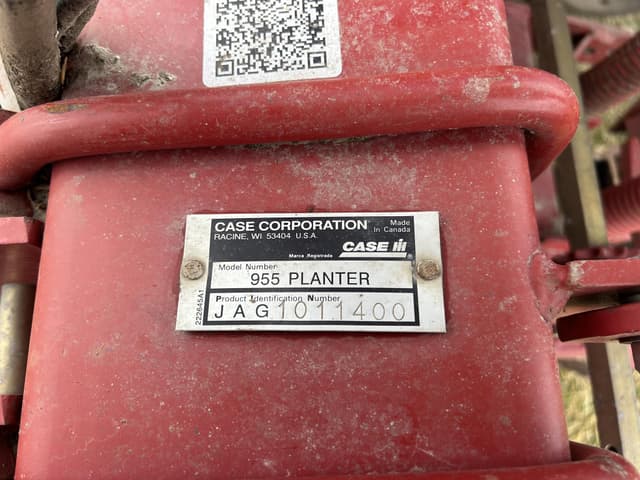 CASE CORPORATION
RACINE, WI 53404 U.S.A.
Made
In Canada
CASE IH
Marca Registrada
Model Number
955 PLANTER
Product Identification Number
JAG1011400
222645A1